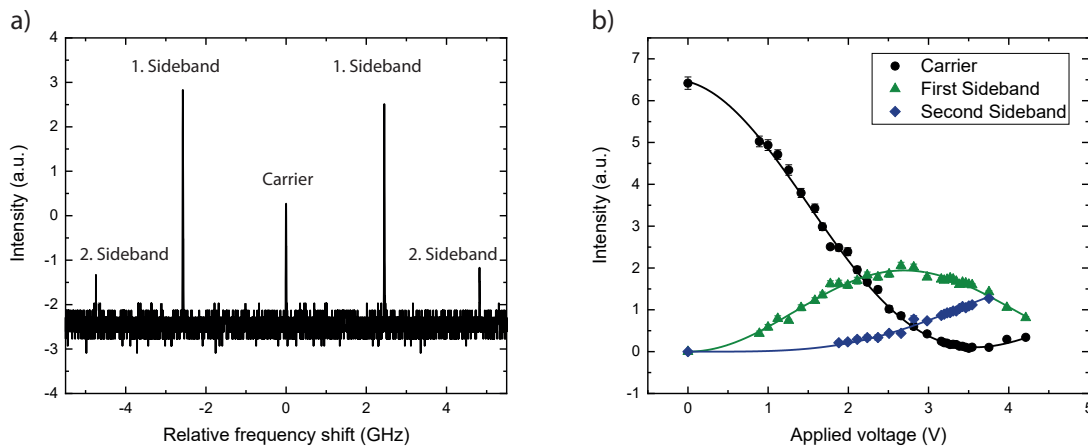 a)
4
3
2
1
0
-1
-2
-3
-4
Intensity (a.u.)
1. Sideband
1. Sideband
Carrier
2. Sideband
2. Sideband
-4
-2
0
2
4
Relative frequency shift (GHz)
b)
7
6
5
4
3
2
1
0
-1
Intensity (a.u.)
Carrier
First Sideband
Second Sideband
0
1
2
3
4
5
Applied voltage (V)